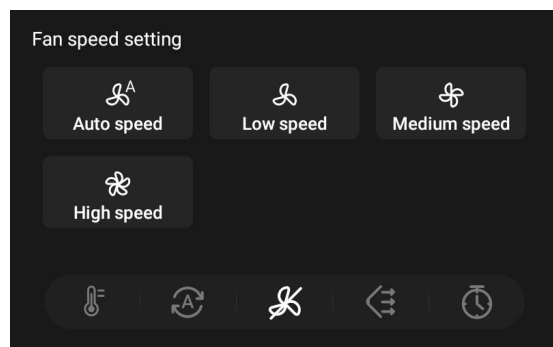 Fan speed setting
A
Auto speed
Low speed
Medium speed
High speed
A